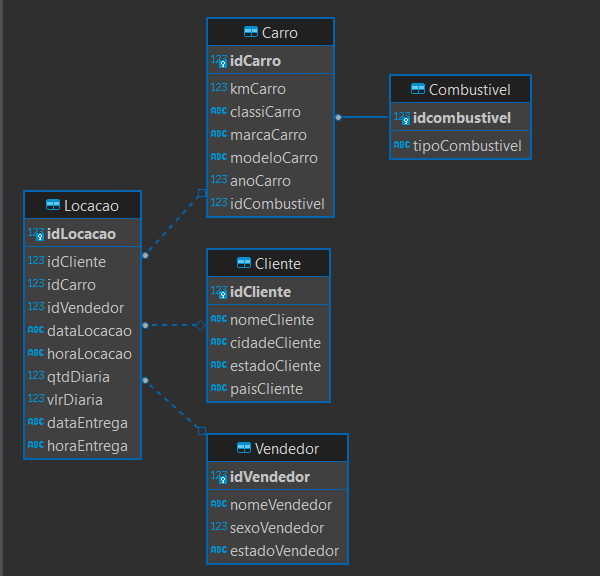 Carro
123 idCarro
123 kmCarro
ABC classiCarro
ABC marcaCarro
ABC modeloCarro
123 anoCarro
123 idCombustivel
Combustivel
123 idcombustivel
ABC tipoCombustivel
Locacao
123 idLocacao
123 idCliente
123 idCarro
123 idVendedor
ABC dataLocacao
ABC horaLocacao
123 qtdDiaria
123 vlrDiaria
ABC dataEntrega
ABC horaEntrega
Cliente
123 idCliente
ABC nomeCliente
ABC cidadeCliente
ABC estadoCliente
ABC paisCliente
Vendedor
123 idVendedor
ABC nomeVendedor
123 sexoVendedor
ABC estadoVendedor